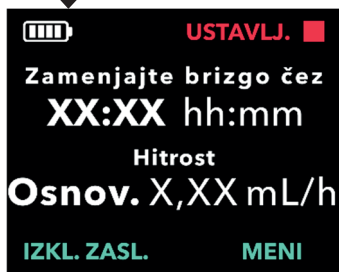 USTAVLJ.
Zamenjajte brizgo čez
XX:XX hh:mm
Hitrost
Osnov. X,XX mL/h
IZKL. ZASL. MENI